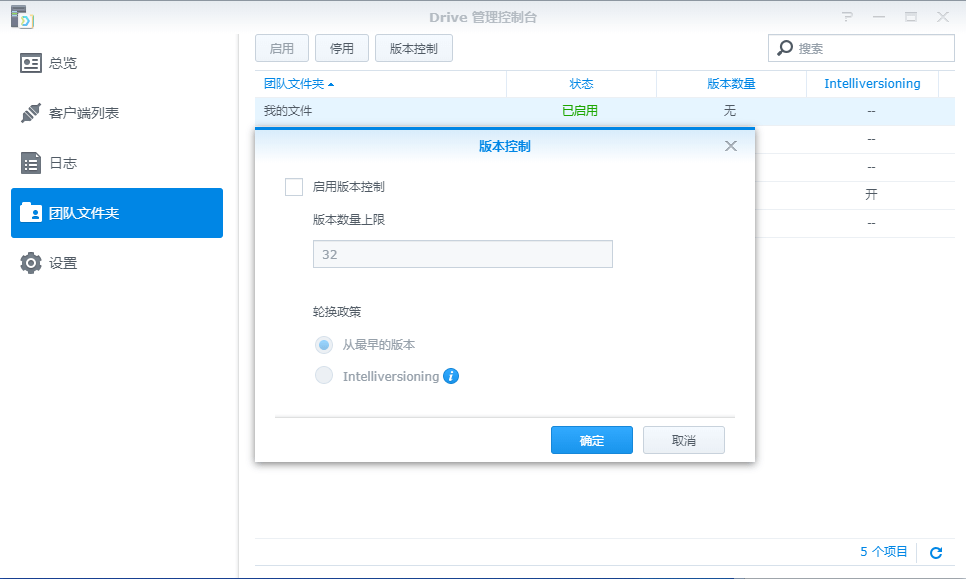 Drive 管理控制台
总览
客户端列表
日志
团队文件夹
设置
启用 停用 版本控制 搜索
团队文件夹 状态 版本数量 Intelliversioning
我的文件 已启用 无 --
--
--
开
--
版本控制
启用版本控制
版本数量上限
32
轮换政策
从最早的版本
Intelliversioning
确定 取消
5 个项目